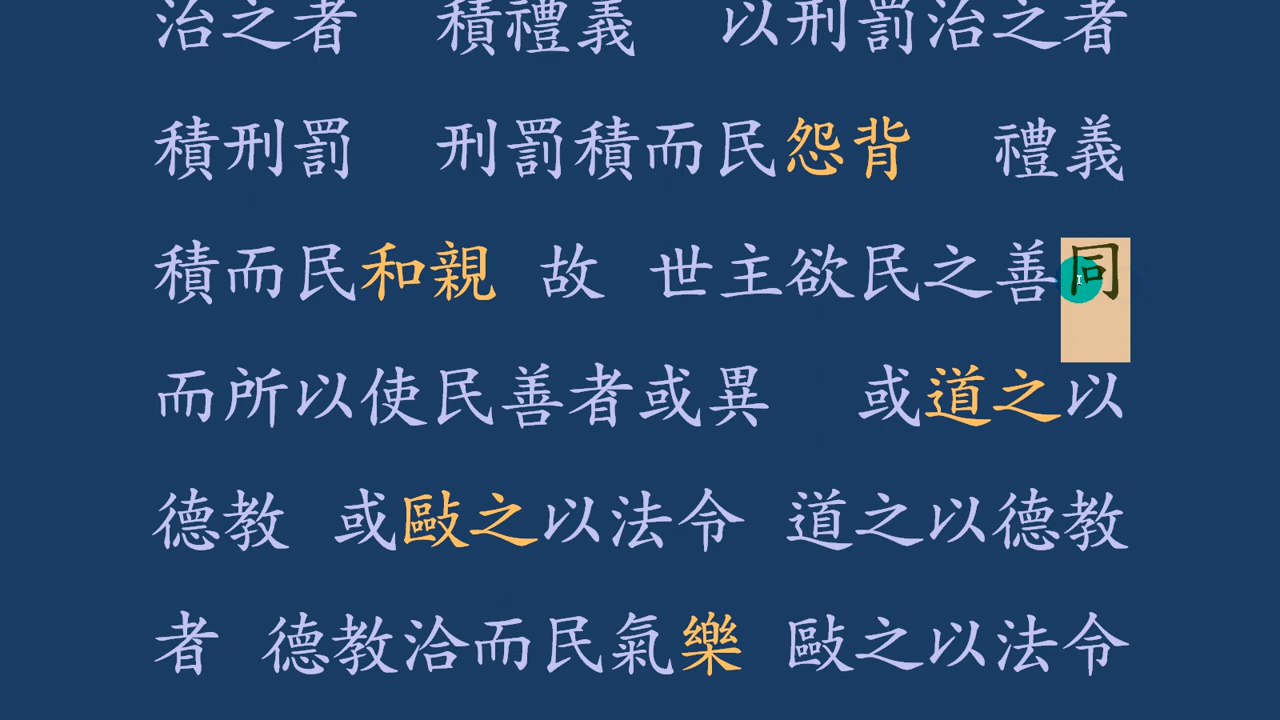 治之者 積禮義 以刑罰治之者
積刑罰 刑罰積而民怨背 禮義
積而民和親 故 世主欲民之善同
而所以使民善者或異 或道之以
德教 或敺之以法令 道之以德教
者 德教洽而民氣樂 敺之以法令